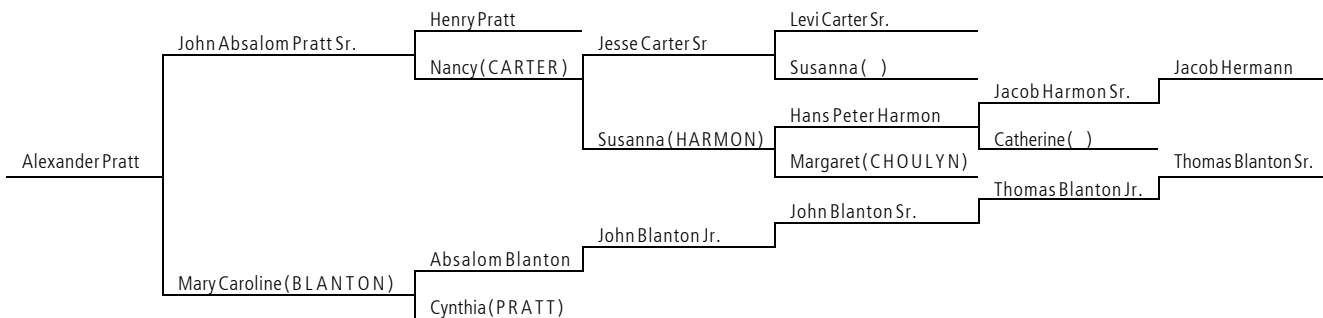 Henry Pratt
Levi Carter Sr.
John Absalom Pratt Sr.
Jesse Carter Sr
Nancy (CARTER)
Susanna ( )
Jacob Hermann
Jacob Harmon Sr.
Hans Peter Harmon
Susanna (HARMON)
Catherine ( )
Alexander Pratt
Margaret (CHOULYN)
Thomas Blanton Sr.
Thomas Blanton Jr.
John Blanton Sr.
John Blanton Jr.
Absalom Blanton
Mary Caroline (BLANTON)
Cynthia (PRATT)